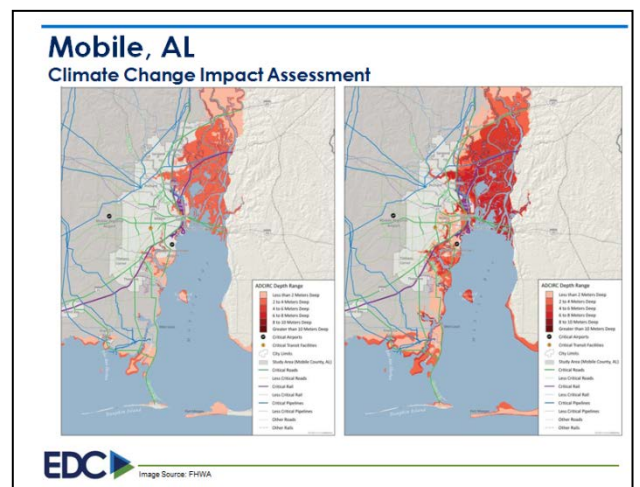 Mobile, AL
Climate Change Impact Assessment
ADCIRC Depth Range
Less than 2 Meters Deep
2 to 4 Meters Deep
4 to 6 Meters Deep
6 to 8 Meters Deep
8 to 10 Meters Deep
Greater than 10 Meters Deep
Critical Airports
Critical Transit Facilities
City Limits
Study Area (Mobile County, AL)
Critical Roads
Less Critical Roads
Critical Rail
Less Critical Rail
Critical Pipelines
Less Critical Pipelines
Other Roads
Other Rails
ADCIRC Depth Range
Less than 2 Meters Deep
2 to 4 Meters Deep
4 to 6 Meters Deep
6 to 8 Meters Deep
8 to 10 Meters Deep
Greater than 10 Meters Deep
Critical Airports
Critical Transit Facilities
City Limits
Study Area (Mobile County, AL)
Critical Roads
Less Critical Roads
Critical Rail
Less Critical Rail
Critical Pipelines
Less Critical Pipelines
Other Roads
Other Rails
EDC
Image Source: FHWA